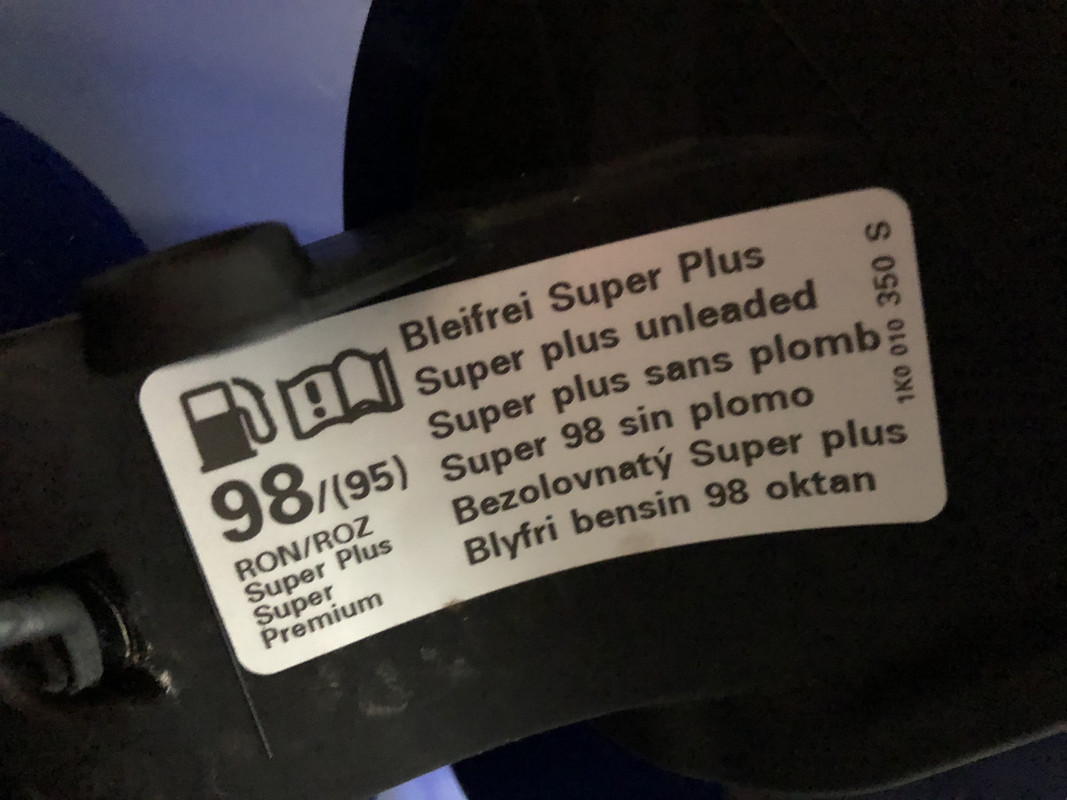 98/(95)
RON/ROZ
Super Plus
Super
Premium
Bleifrei Super Plus
Super plus unleaded
Super plus sans plomb
Super 98 sin plomo
Bezolovnatý Super plus
Blyfri bensin 98 oktan
1K0 010 350 S